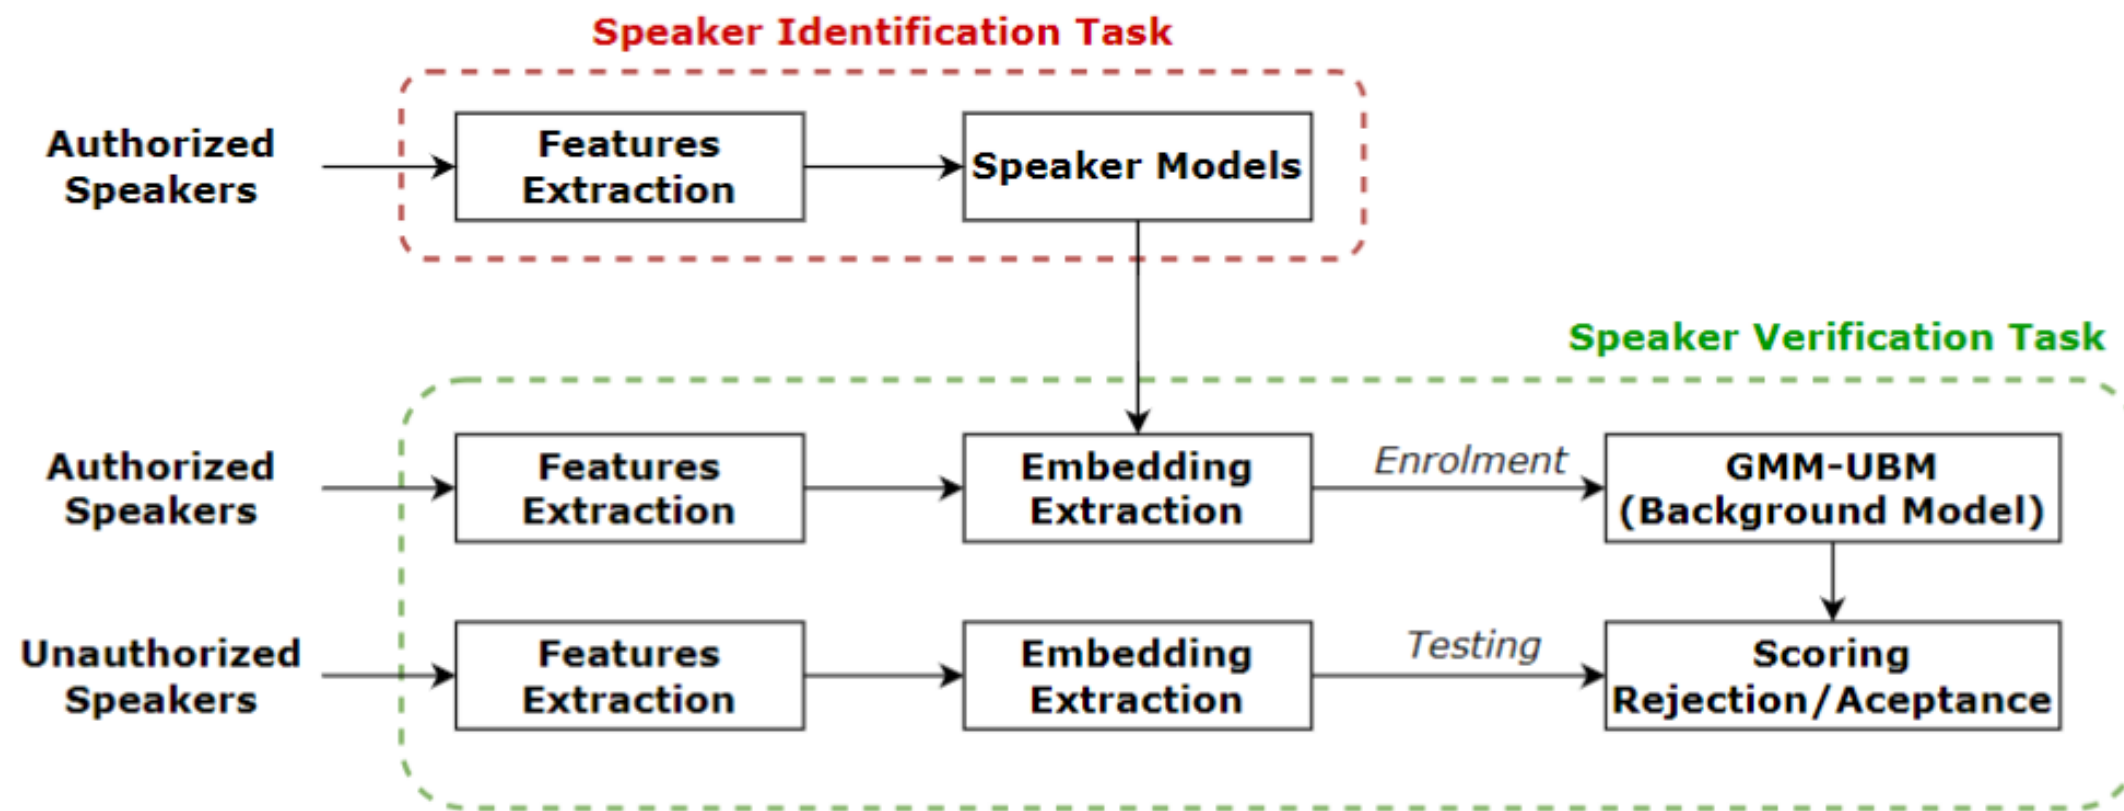 Speaker Identification Task
Authorized
Speakers
Features
Extraction
Speaker Models
Speaker Verification Task
Authorized
Speakers
Features
Extraction
Embedding
Extraction
Enrolment
GMM-UBM
(Background Model)
Unauthorized
Speakers
Features
Extraction
Embedding
Extraction
Testing
Scoring
Rejection/Aceptance